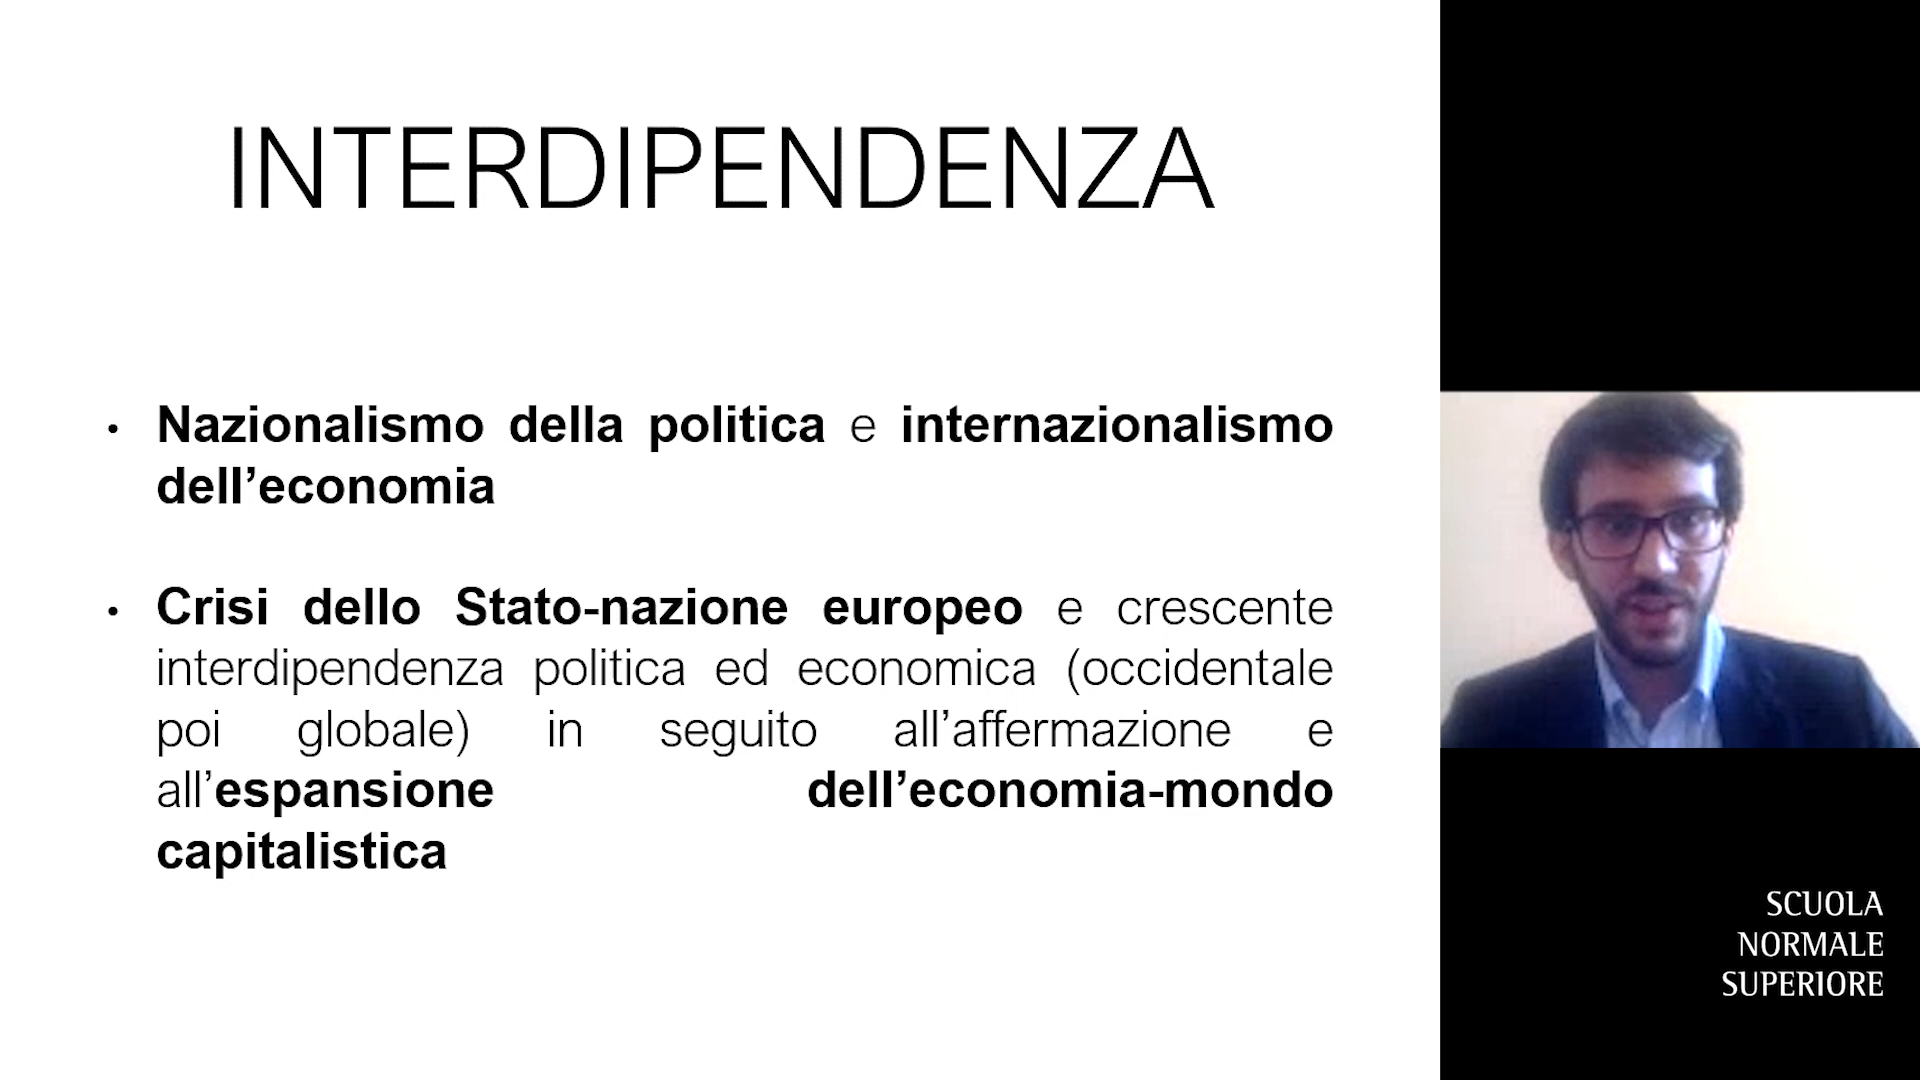 INTERDIPENDENZA
• Nazionalismo della politica e internazionalismo
dell’economia
• Crisi dello Stato-nazione europeo e crescente
interdipendenza politica ed economica (occidentale
poi globale) in seguito all’affermazione e
all’espansione dell’economia-mondo
capitalistica
SCUOLA
NORMALE
SUPERIORE